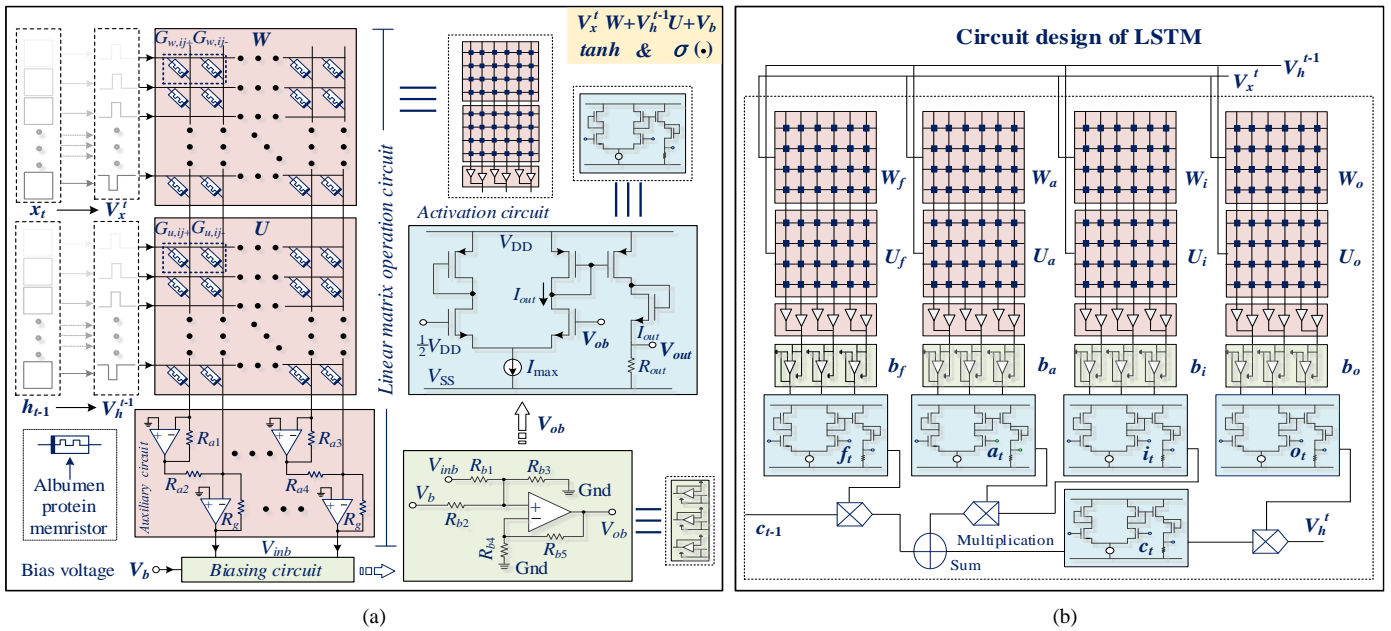 G_{w,ij+} G_{w,ij-} W
V_x^t W+V_h^{t-1}U+V_b
tanh & σ(•)
x_t V_x^t
G_{u,ij+} G_{u,ij-} U
h_{t-1} V_h^{t-1}
Linear matrix operation circuit
Activation circuit
V_DD
I_out
½V_DD
V_ob
I_out
V_out
R_out
I_max
V_SS
V_ob
Albumen
protein
memristor
Auxiliary circuit
R_a1 R_a3
R_a2 R_a4
R_g R_g
V_inb
Bias voltage V_b
Biasing circuit
V_inb R_b1 R_b3
Gnd
V_b
R_b2
V_ob
R_b4 R_b5
Gnd
(a)
Circuit design of LSTM
V_h^{t-1}
V_x^t
W_f W_a W_i W_o
U_f U_a U_i U_o
b_f b_a b_i b_o
f_t a_t i_t o_t
c_{t-1}
Multiplication
Sum
c_t
V_h^t
(b)